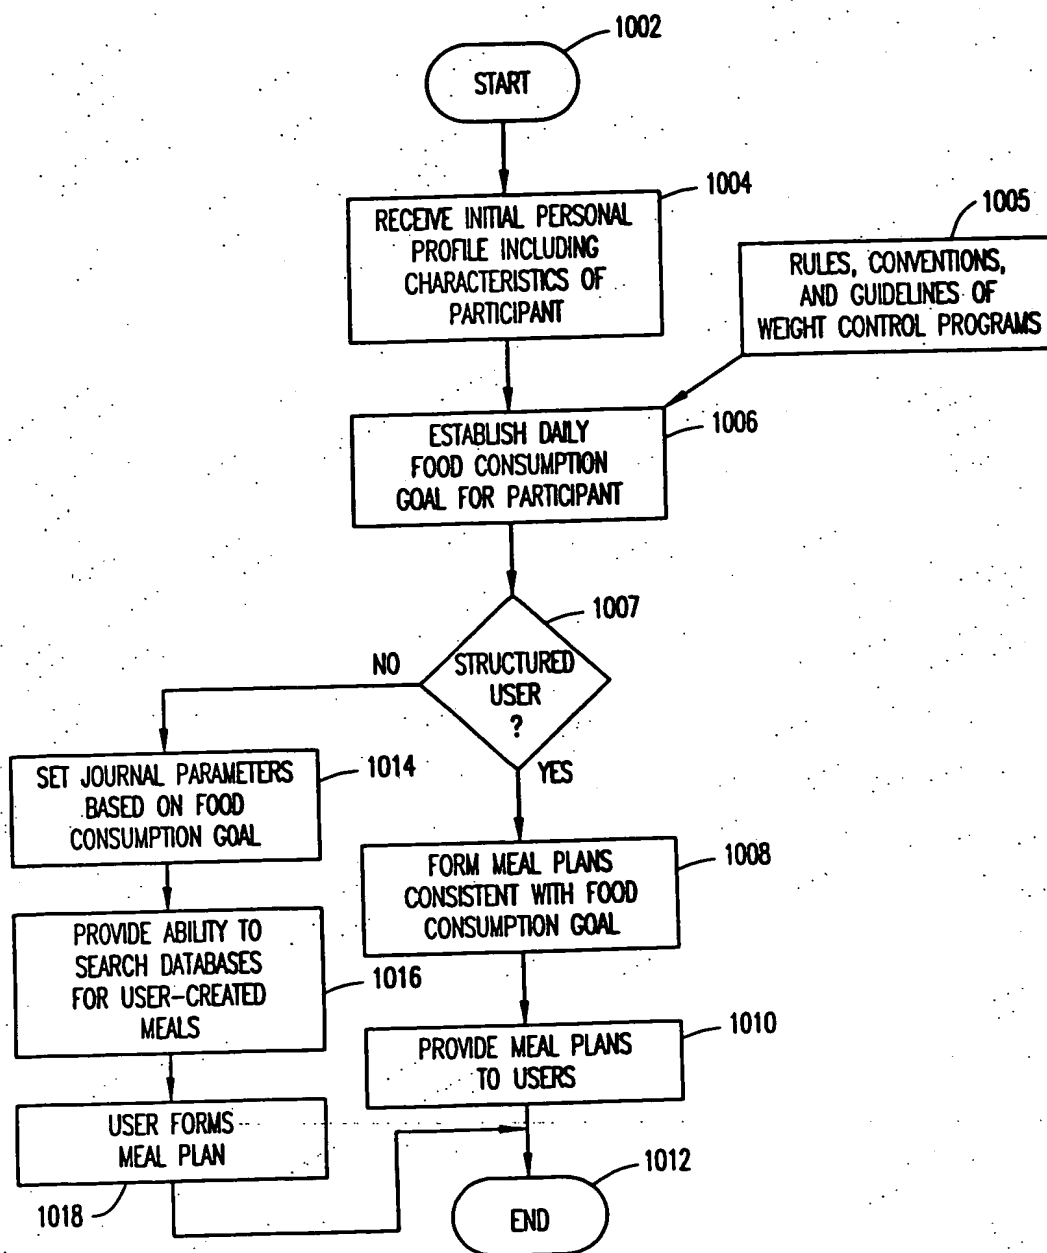 1002
START
1004
RECEIVE INITIAL PERSONAL
PROFILE INCLUDING
CHARACTERISTICS OF
PARTICIPANT
1005
RULES, CONVENTIONS,
AND GUIDELINES OF
WEIGHT CONTROL PROGRAMS
1006
ESTABLISH DAILY
FOOD CONSUMPTION
GOAL FOR PARTICIPANT
1007
STRUCTURED
USER
?
NO
YES
1014
SET JOURNAL PARAMETERS
BASED ON FOOD
CONSUMPTION GOAL
1008
FORM MEAL PLANS
CONSISTENT WITH FOOD
CONSUMPTION GOAL
1016
PROVIDE ABILITY TO
SEARCH DATABASES
FOR USER-CREATED
MEALS
1010
PROVIDE MEAL PLANS
TO USERS
USER FORMS
MEAL PLAN
1018
1012
END